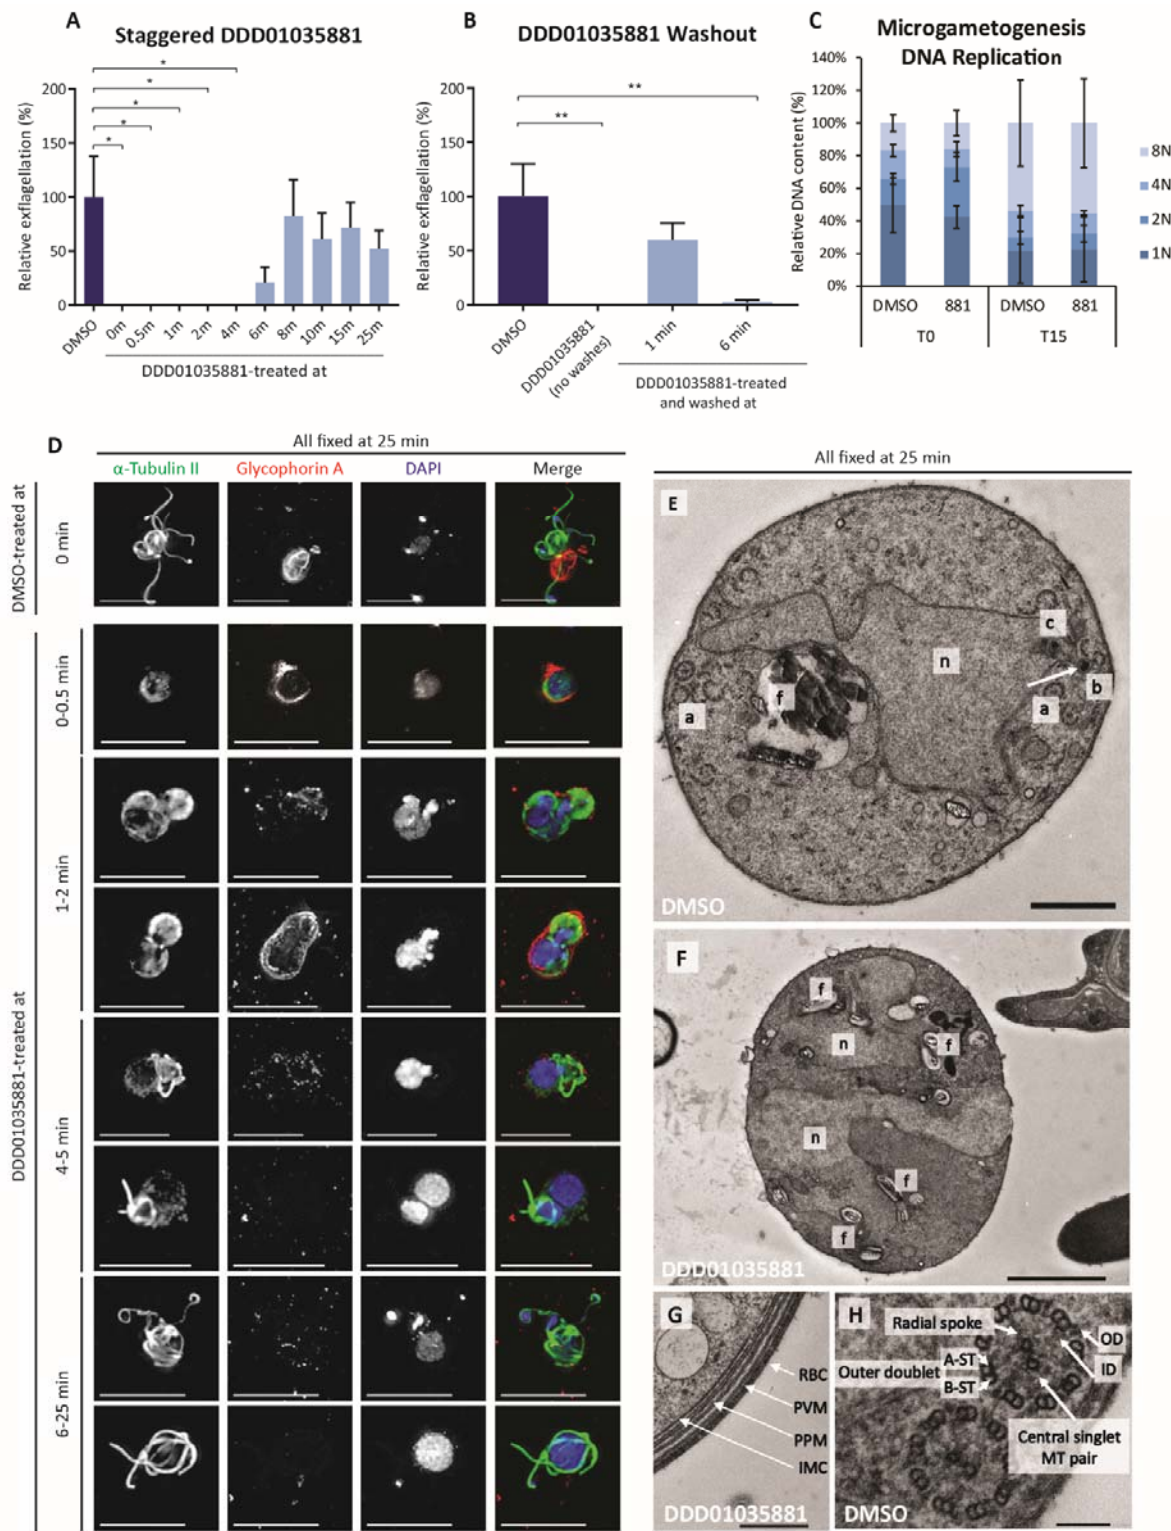 A
Staggered DDD01035881
Relative exflagellation (%)
200
150
100
50
0
*
*
*
*
*
DMSO
0m
0.5m
1m
2m
4m
6m
8m
10m
15m
25m
DDD01035881-treated at
B
DDD01035881 Washout
Relative exflagellation (%)
200
150
100
50
0
**
**
DMSO
DDD01035881
(no washes)
1 min
6 min
DDD01035881-treated
and washed at
C
Microgametogenesis
DNA Replication
Relative DNA content (%)
140%
120%
100%
80%
60%
40%
20%
0%
8N
4N
2N
1N
DMSO
881
DMSO
881
T0
T15
D
All fixed at 25 min
α-Tubulin II
Glycophorin A
DAPI
Merge
DMSO-treated at
0 min
DDD01035881-treated at
0-0.5 min
1-2 min
4-5 min
6-25 min
All fixed at 25 min
E
c
n
f
a
a
b
DMSO
F
f
n
f
n
f
f
DDD01035881
G
RBC
PVM
PPM
IMC
DDD01035881
H
Radial spoke
OD
A-ST
ID
Outer doublet
B-ST
Central singlet
MT pair
DMSO